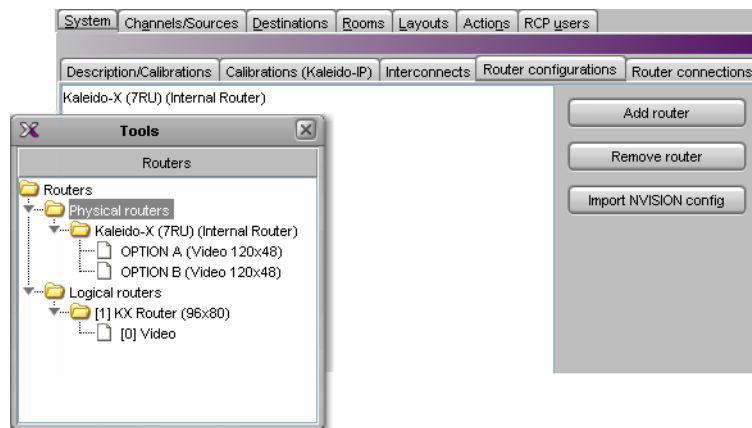 System Channels/Sources Destinations Rooms Layouts Actions RCP users
Description/Calibrations Calibrations (Kaleido-IP) Interconnects Router configurations Router connections
Kaleido-X (7RU) (Internal Router)
Add router
Remove router
Import NVISION config
Tools
Routers
Routers
Physical routers
Kaleido-X (7RU) (Internal Router)
OPTION A (Video 120x48)
OPTION B (Video 120x48)
Logical routers
[1] KX Router (96x80)
[0] Video